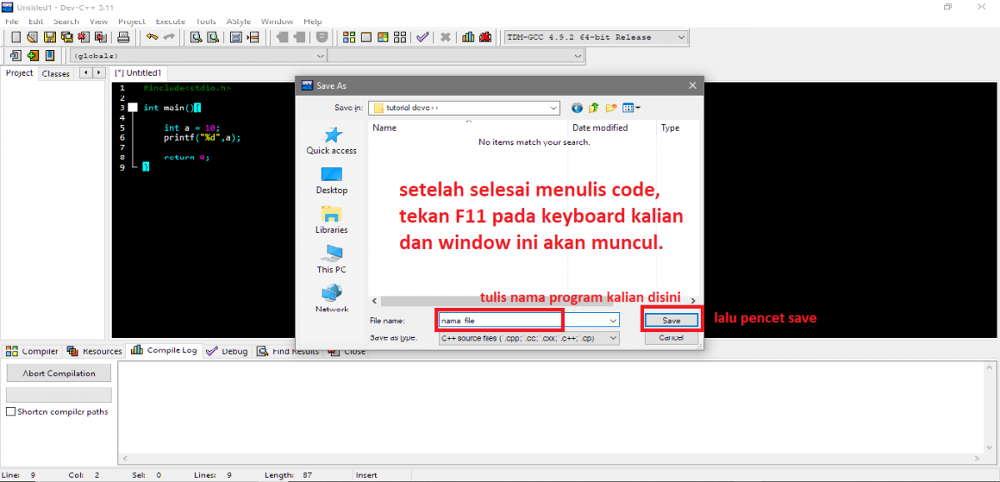 Untitled1 - Dev-C++ 5.11
File Edit Search View Project Execute Tools AStyle Window Help
TDM-GCC 4.9.2 64-bit Release
(globals)
Project Classes [*] Untitled1
1 #include<stdio.h>
2
3 int main(){
4
5 int a = 10;
6 printf("%d",a);
7
8 return 0;
9 }
Save As
Save in: tutorial devc++
Name Date modified Type
No items match your search.
Quick access
Desktop
Libraries
This PC
Network
setelah selesai menulis code,
tekan F11 pada keyboard kalian
dan window ini akan muncul.
tulis nama program kalian disini
File name: nama_file Save
lalu pencet save
Save as type: C++ source files (*.cpp;*.cc;*.cxx;*.c++;*.cp) Cancel
Compiler Resources Compile Log Debug Find Results Close
Abort Compilation
Shorten compiler paths
Line: 9 Col: 2 Sel: 0 Lines: 9 Length: 87 Insert